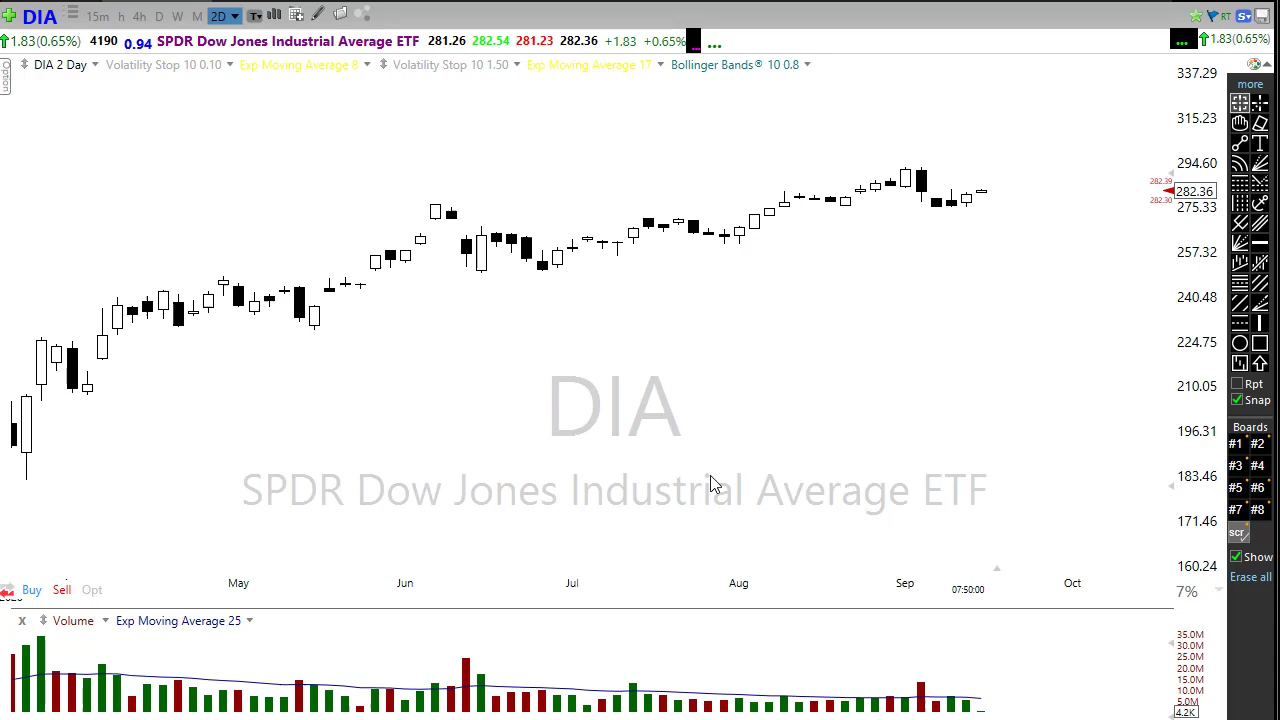 DIA 15m h 4h D W M 2D T RT S
1.83(0.65%) 4190 0.94 SPDR Dow Jones Industrial Average ETF 281.26 282.54 281.23 282.36 +1.83 +0.65% ... ... ... 1.83(0.65%)
Option
DIA 2 Day Volatility Stop 10 0.10 Exp Moving Average 8 Volatility Stop 10 1.50 Exp Moving Average 17 Bollinger Bands® 10 0.8
337.29
more
315.23
294.60
282.39
282.36
282.30
275.33
257.32
240.48
224.75
210.05
196.31
183.46
171.46
160.24
DIA
SPDR Dow Jones Industrial Average ETF
Rpt
Snap
Boards
#1 #2
#3 #4
#5 #6
#7 #8
scr
Show
Erase all
May Jun Jul Aug Sep Oct
Buy Sell Opt
07:50:00
7%
X Volume Exp Moving Average 25
35.0M
30.0M
25.0M
20.0M
15.0M
10.0M
5.0M
4.2K